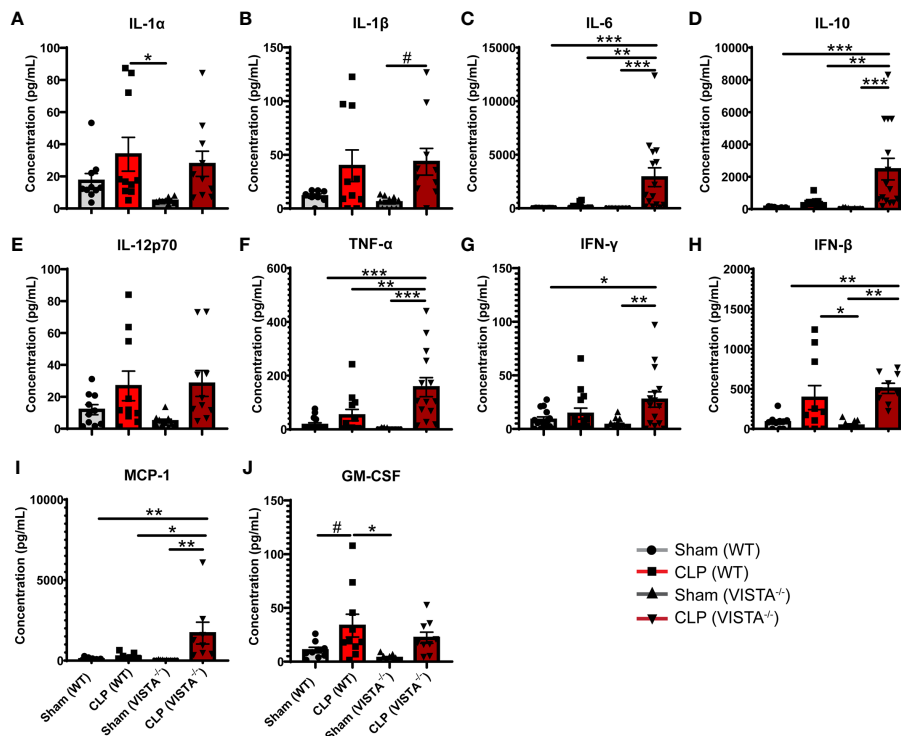 A
IL-1α
Concentration (pg/mL)
100
80
60
40
20
0
*
B
IL-1β
Concentration (pg/mL)
150
100
50
0
#
C
IL-6
Concentration (pg/mL)
15000
10000
5000
0
***
**
***
D
IL-10
Concentration (pg/mL)
10000
8000
6000
4000
2000
0
***
**
***
E
IL-12p70
Concentration (pg/mL)
100
80
60
40
20
0
F
TNF-α
Concentration (pg/mL)
600
400
200
0
***
**
***
G
IFN-γ
Concentration (pg/mL)
150
100
50
0
*
**
H
IFN-β
Concentration (pg/mL)
2000
1500
1000
500
0
**
**
*
I
MCP-1
Concentration (pg/mL)
10000
5000
0
**
*
**
Sham (WT)
CLP (WT)
Sham (VISTA-/-)
CLP (VISTA-/-)
J
GM-CSF
Concentration (pg/mL)
150
100
50
0
#
*
Sham (WT)
CLP (WT)
Sham (VISTA-/-)
CLP (VISTA-/-)
Sham (WT)
CLP (WT)
Sham (VISTA-/-)
CLP (VISTA-/-)